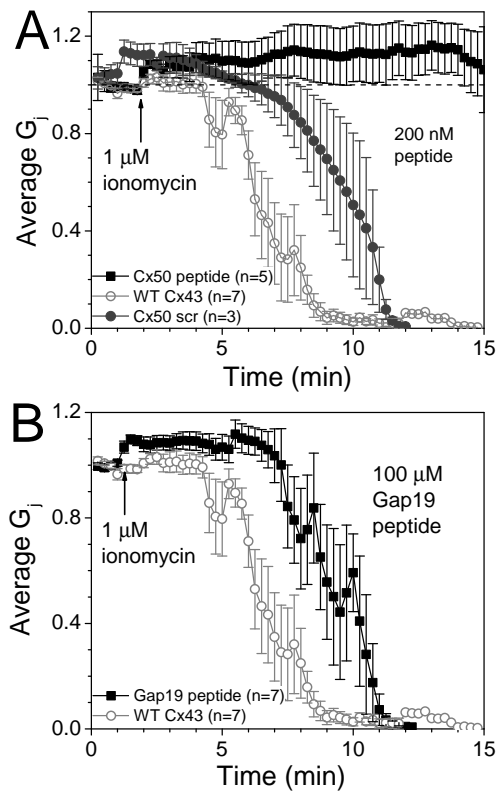 A
1.2
0.8
0.4
0.0
Average Gj
1 μM
ionomycin
200 nM
peptide
Cx50 peptide (n=5)
WT Cx43 (n=7)
Cx50 scr (n=3)
0 5 10 15
Time (min)
B
1.2
0.8
0.4
0.0
Average Gj
1 μM
ionomycin
100 μM
Gap19
peptide
Gap19 peptide (n=7)
WT Cx43 (n=7)
0 5 10 15
Time (min)